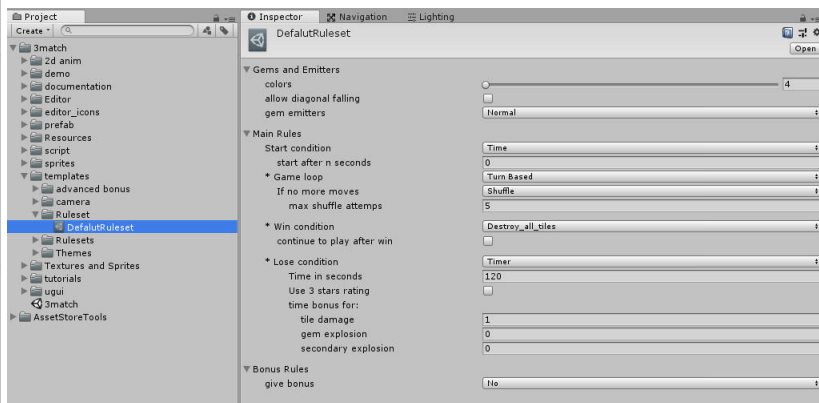 Project
Create
3match
2d anim
demo
documentation
Editor
editor_icons
prefab
Resources
script
sprites
templates
advanced bonus
camera
Ruleset
DefalutRuleset
Rulesets
Themes
Textures and Sprites
tutorials
ugui
3match
AssetStoreTools
Inspector Navigation Lighting
DefalutRuleset
Open
Gems and Emitters
colors 4
allow diagonal falling
gem emitters Normal
Main Rules
Start condition Time
start after n seconds 0
* Game loop Turn Based
If no more moves Shuffle
max shuffle attemps 5
* Win condition Destroy_all_tiles
continue to play after win
* Lose condition Timer
Time in seconds 120
Use 3 stars rating
time bonus for:
tile damage 1
gem explosion 0
secondary explosion 0
Bonus Rules
give bonus No